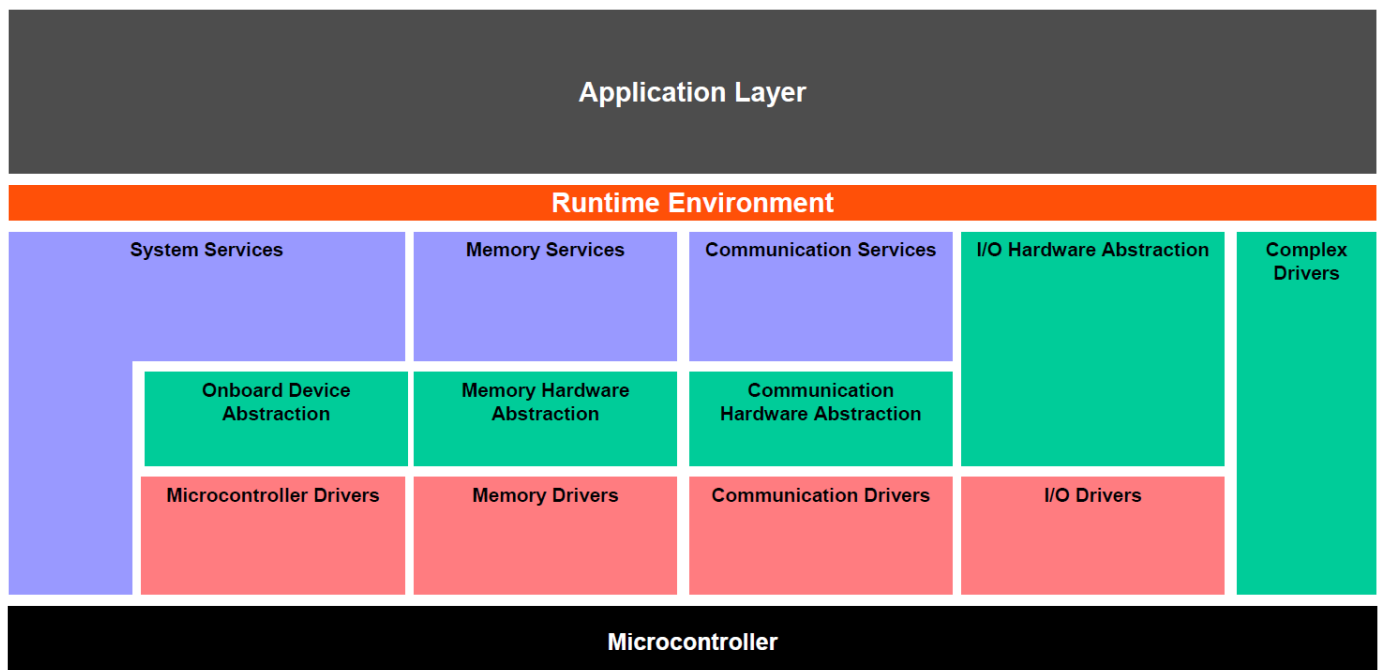 Application Layer
Runtime Environment
System Services
Memory Services
Communication Services
I/O Hardware Abstraction
Complex
Drivers
Onboard Device
Abstraction
Memory Hardware
Abstraction
Communication
Hardware Abstraction
Microcontroller Drivers
Memory Drivers
Communication Drivers
I/O Drivers
Microcontroller